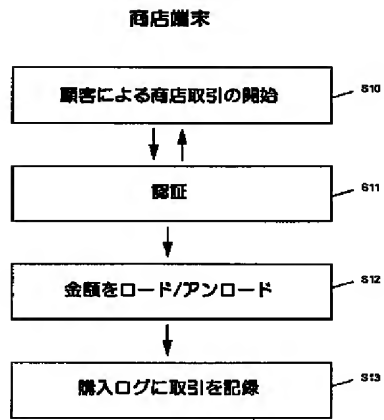 商店端末
顧客による商店取引の開始
S10
認証
S11
金額をロード/アンロード
S12
購入ログに取引を記録
S13